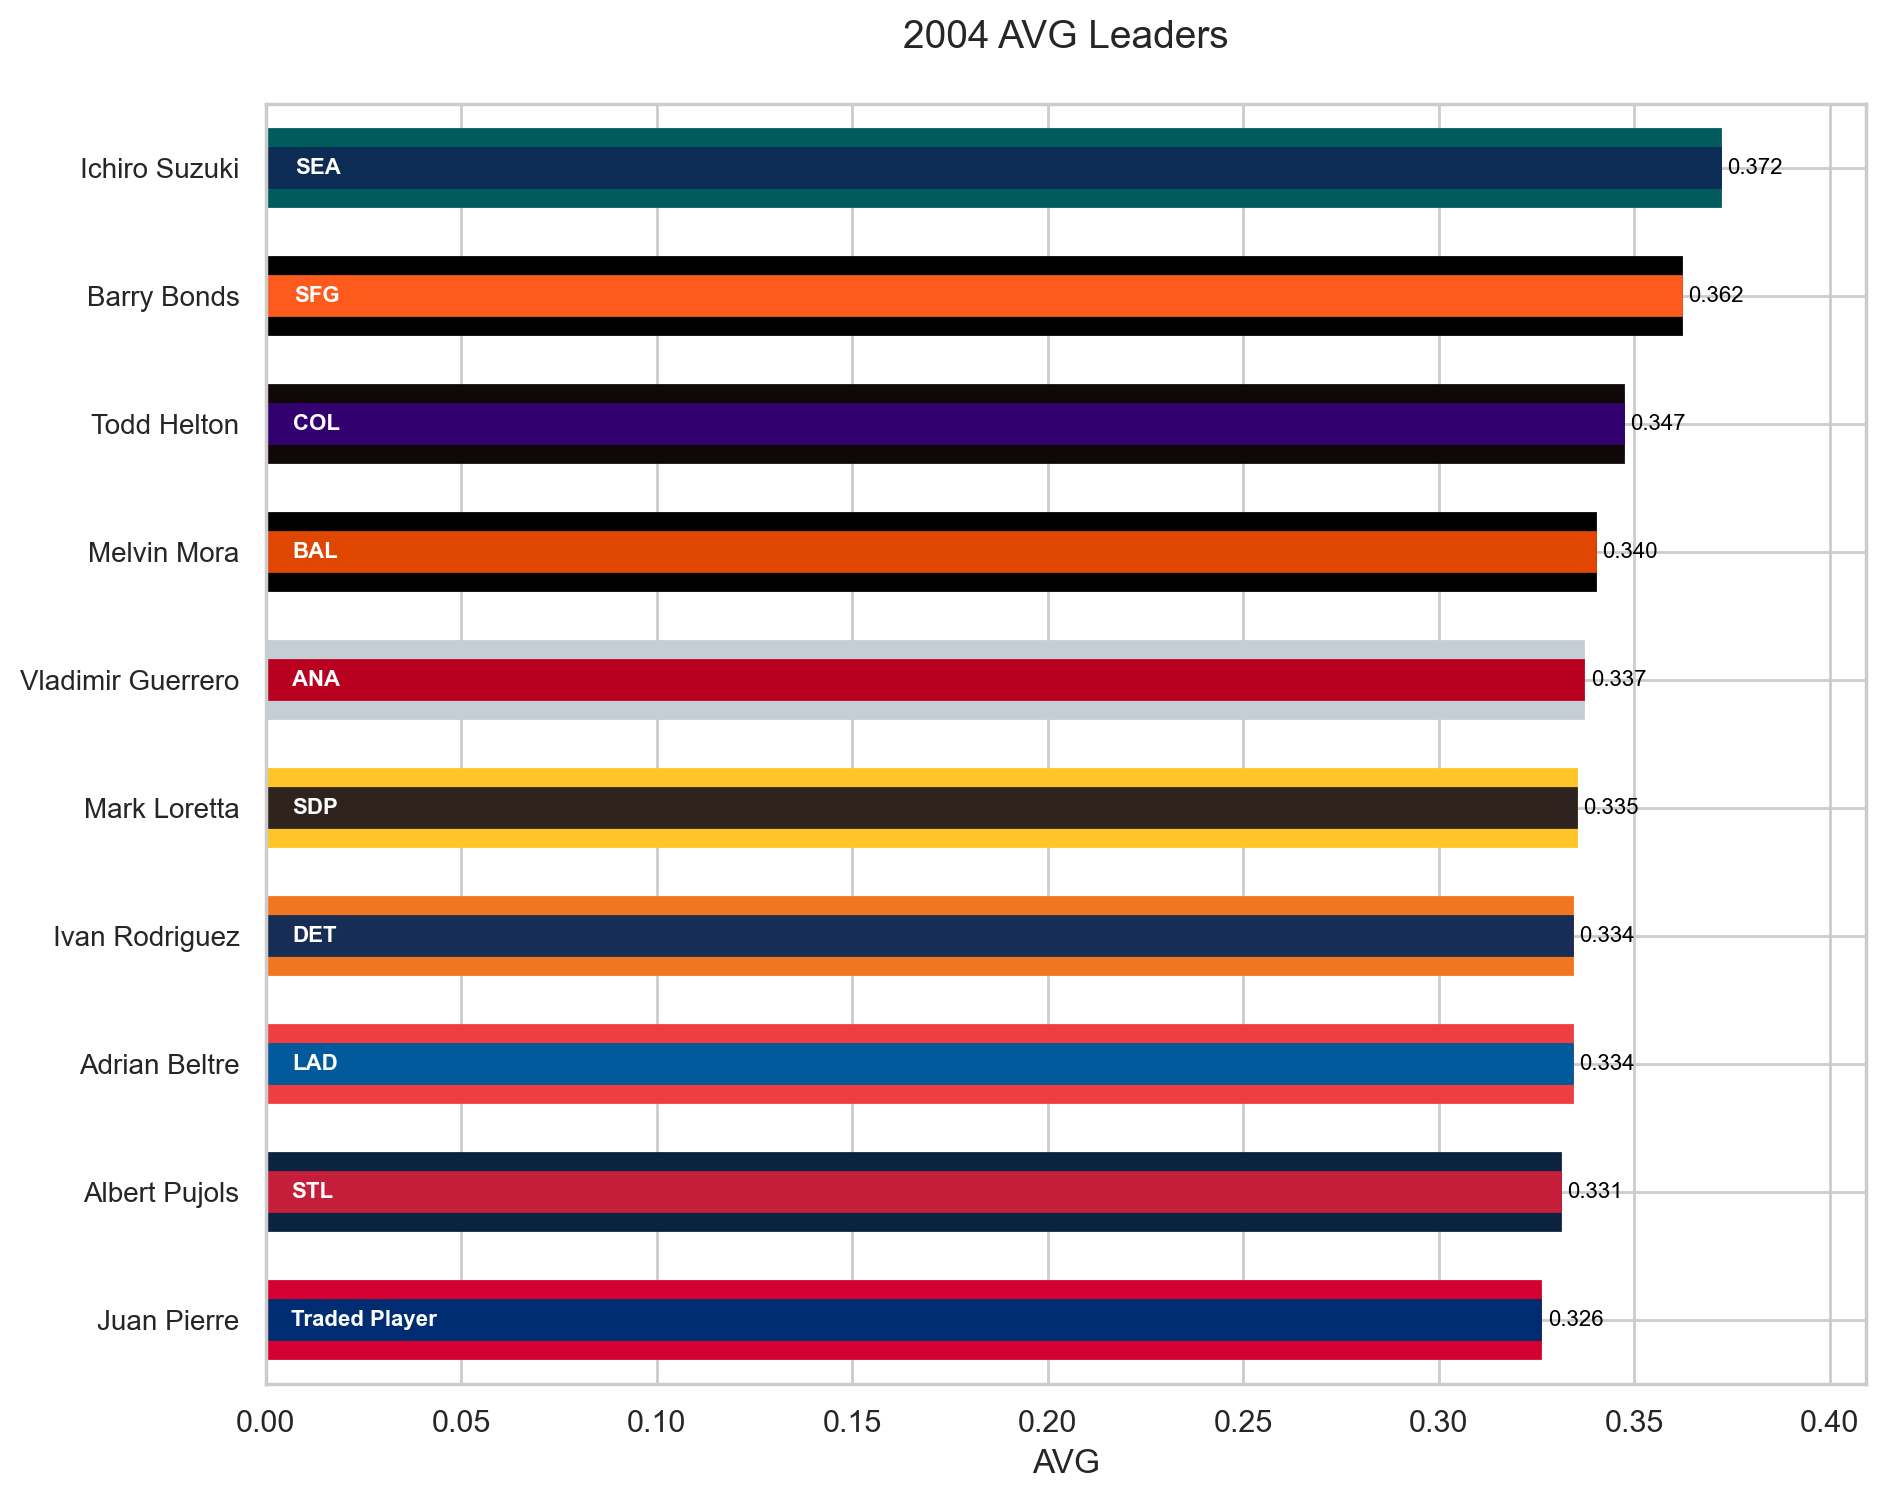 2004 AVG Leaders
Ichiro Suzuki SEA 0.372
Barry Bonds SFG 0.362
Todd Helton COL 0.347
Melvin Mora BAL 0.340
Vladimir Guerrero ANA 0.337
Mark Loretta SDP 0.335
Ivan Rodriguez DET 0.334
Adrian Beltre LAD 0.334
Albert Pujols STL 0.331
Juan Pierre Traded Player 0.326
0.00 0.05 0.10 0.15 0.20 0.25 0.30 0.35 0.40
AVG